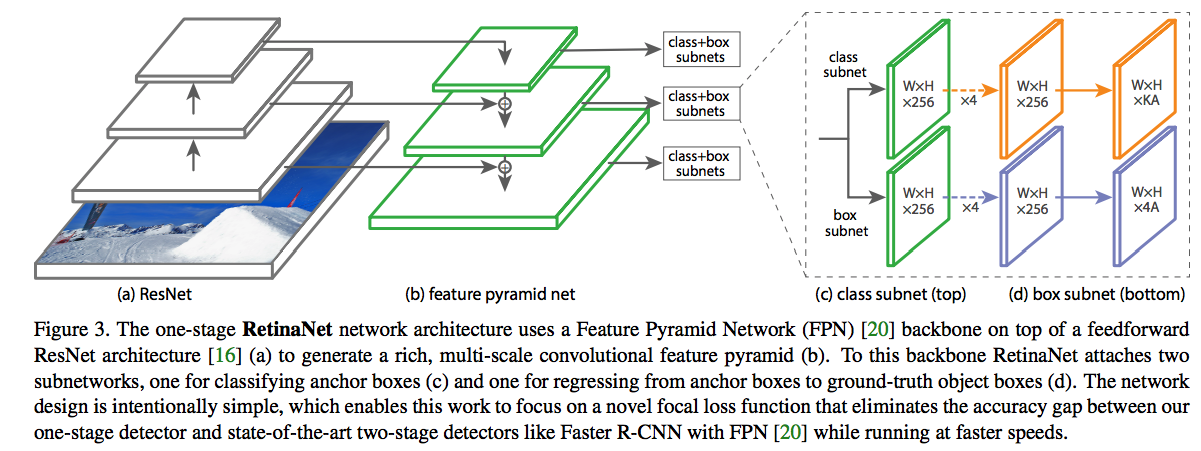 class+box
subnets
class+box
subnets
class+box
subnets
class
subnet
W×H
×256
×4
W×H
×256
W×H
×KA
box
subnet
W×H
×256
×4
W×H
×256
W×H
×4A
(a) ResNet
(b) feature pyramid net
(c) class subnet (top)
(d) box subnet (bottom)
Figure 3. The one-stage RetinaNet network architecture uses a Feature Pyramid Network (FPN) [20] backbone on top of a feedforward
ResNet architecture [16] (a) to generate a rich, multi-scale convolutional feature pyramid (b). To this backbone RetinaNet attaches two
subnetworks, one for classifying anchor boxes (c) and one for regressing from anchor boxes to ground-truth object boxes (d). The network
design is intentionally simple, which enables this work to focus on a novel focal loss function that eliminates the accuracy gap between our
one-stage detector and state-of-the-art two-stage detectors like Faster R-CNN with FPN [20] while running at faster speeds.